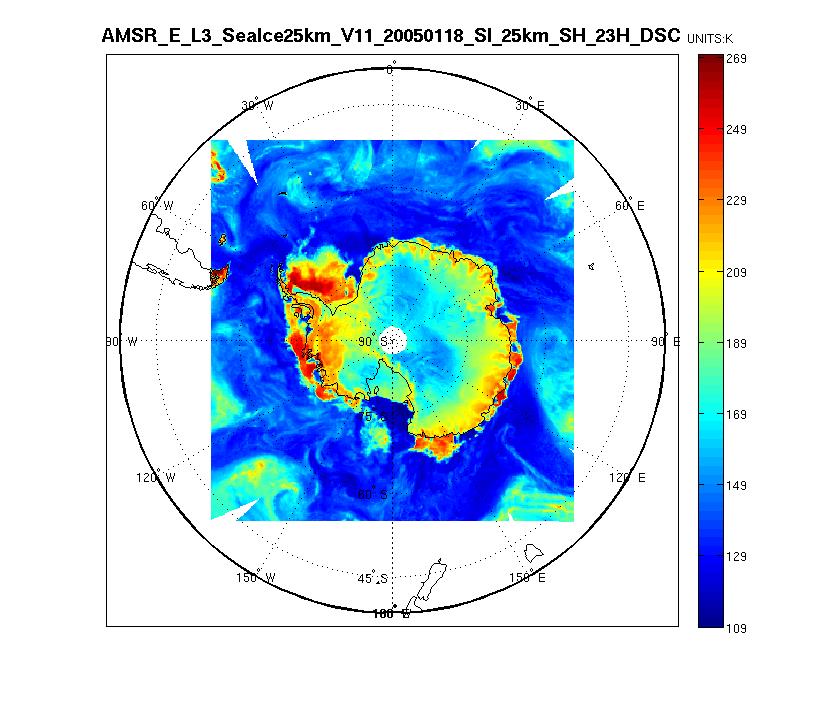 AMSR_E_L3_SeaIce25km_V11_20050118_SI_25km_SH_23H_DSC UNITS:K
0°
30° W 30° E
60° W 60° E
90° W 90° S 90° E
75° S
120° W 120° E
60° S
150° W 45° S 150° E
269
249
229
209
189
169
149
129
109